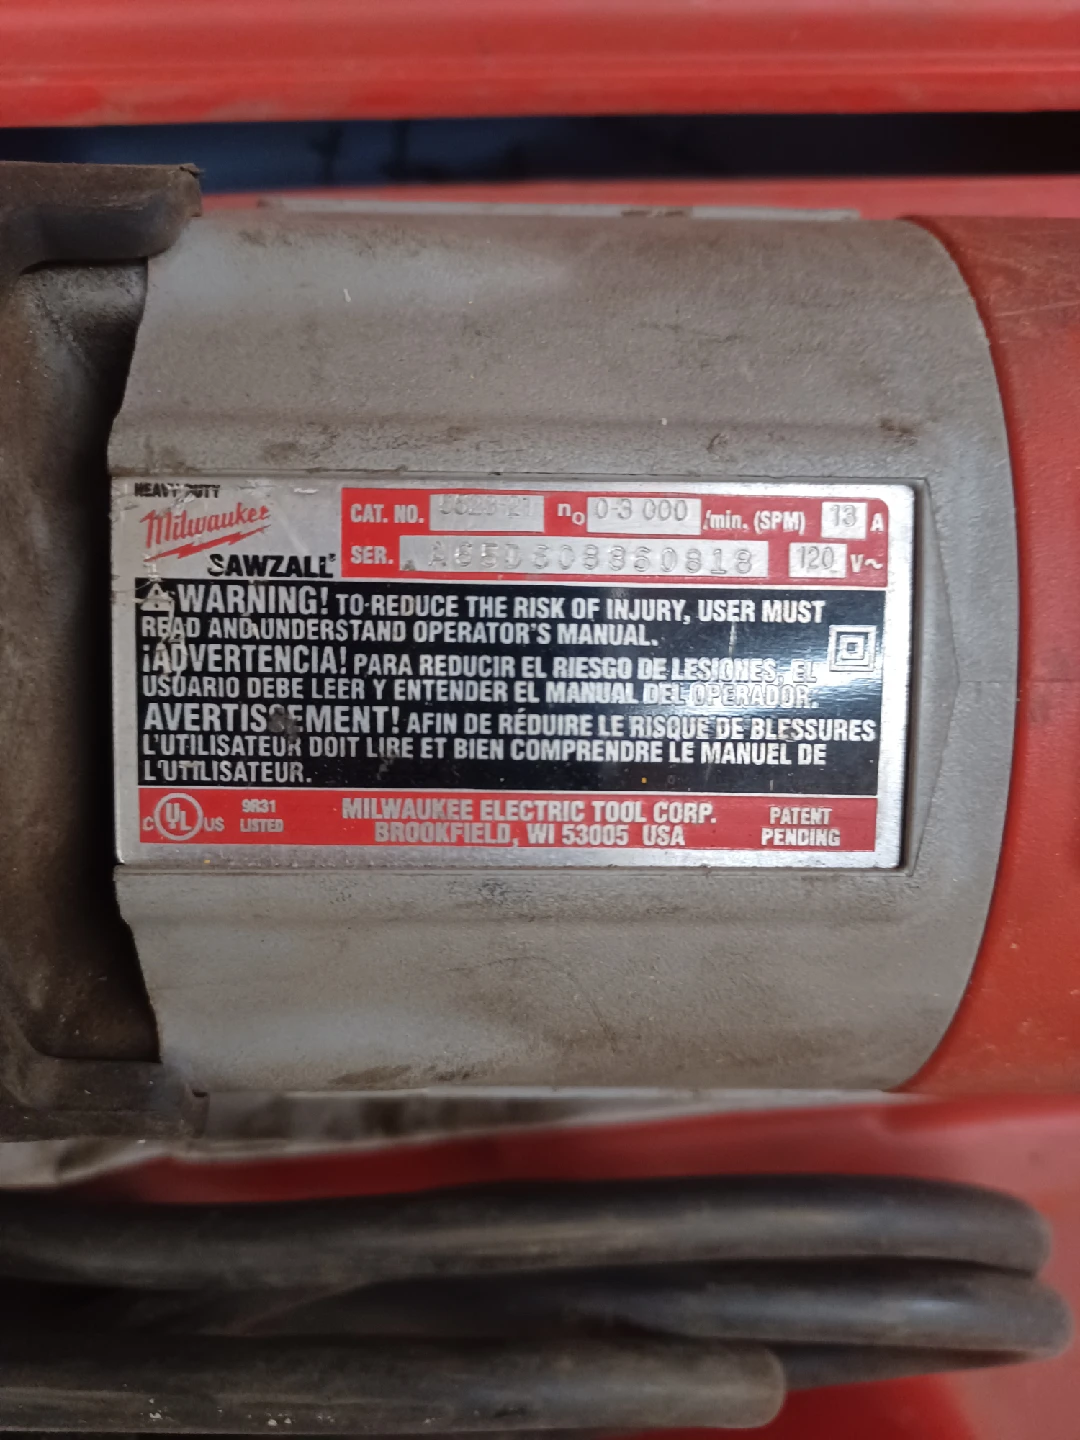 HEAVY DUTY
Milwaukee
SAWZALL®
CAT. NO. n₀ 0-3 000 /min. (SPM) 13 A
SER. 120 V~
WARNING! TO REDUCE THE RISK OF INJURY, USER MUST
READ AND UNDERSTAND OPERATOR'S MANUAL.
¡ADVERTENCIA! PARA REDUCIR EL RIESGO DE LESIONES, EL
USUARIO DEBE LEER Y ENTENDER EL MANUAL DEL OPERADOR.
AVERTISSEMENT! AFIN DE RÉDUIRE LE RISQUE DE BLESSURES
L'UTILISATEUR DOIT LIRE ET BIEN COMPRENDRE LE MANUEL DE
L'UTILISATEUR.
C UL US
9R31
LISTED
MILWAUKEE ELECTRIC TOOL CORP.
BROOKFIELD, WI 53005 USA
PATENT
PENDING